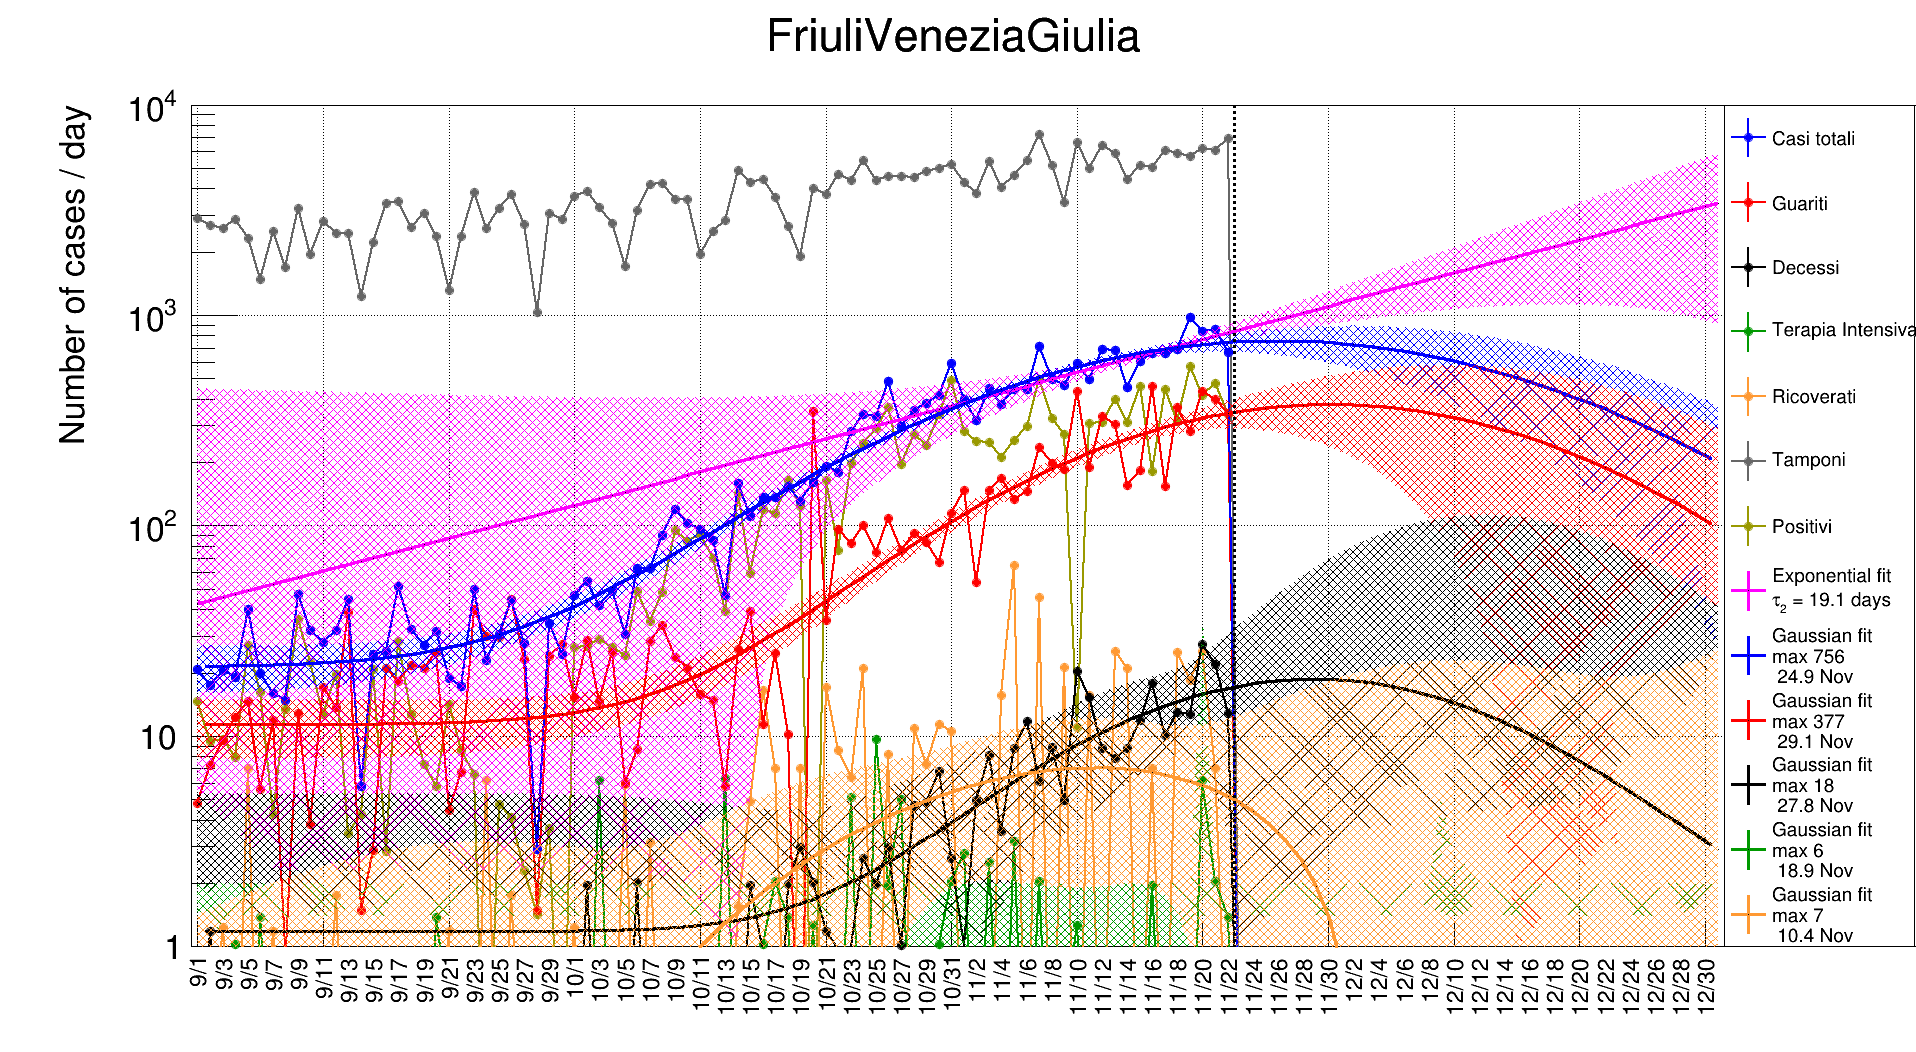 FriuliVeneziaGiulia
Number of cases / day
10^4
10^3
10^2
10
1
9/1
9/3
9/5
9/7
9/9
9/11
9/13
9/15
9/17
9/19
9/21
9/23
9/25
9/27
9/29
10/1
10/3
10/5
10/7
10/9
10/11
10/13
10/15
10/17
10/19
10/21
10/23
10/25
10/27
10/29
10/31
11/2
11/4
11/6
11/8
11/10
11/12
11/14
11/16
11/18
11/20
11/22
11/24
11/26
11/28
11/30
12/2
12/4
12/6
12/8
12/10
12/12
12/14
12/16
12/18
12/20
12/22
12/24
12/26
12/28
12/30
Casi totali
Guariti
Decessi
Terapia Intensiva
Ricoverati
Tamponi
Positivi
Exponential fit
τ_2 = 19.1 days
Gaussian fit
max 756
24.9 Nov
Gaussian fit
max 377
29.1 Nov
Gaussian fit
max 18
27.8 Nov
Gaussian fit
max 6
18.9 Nov
Gaussian fit
max 7
10.4 Nov